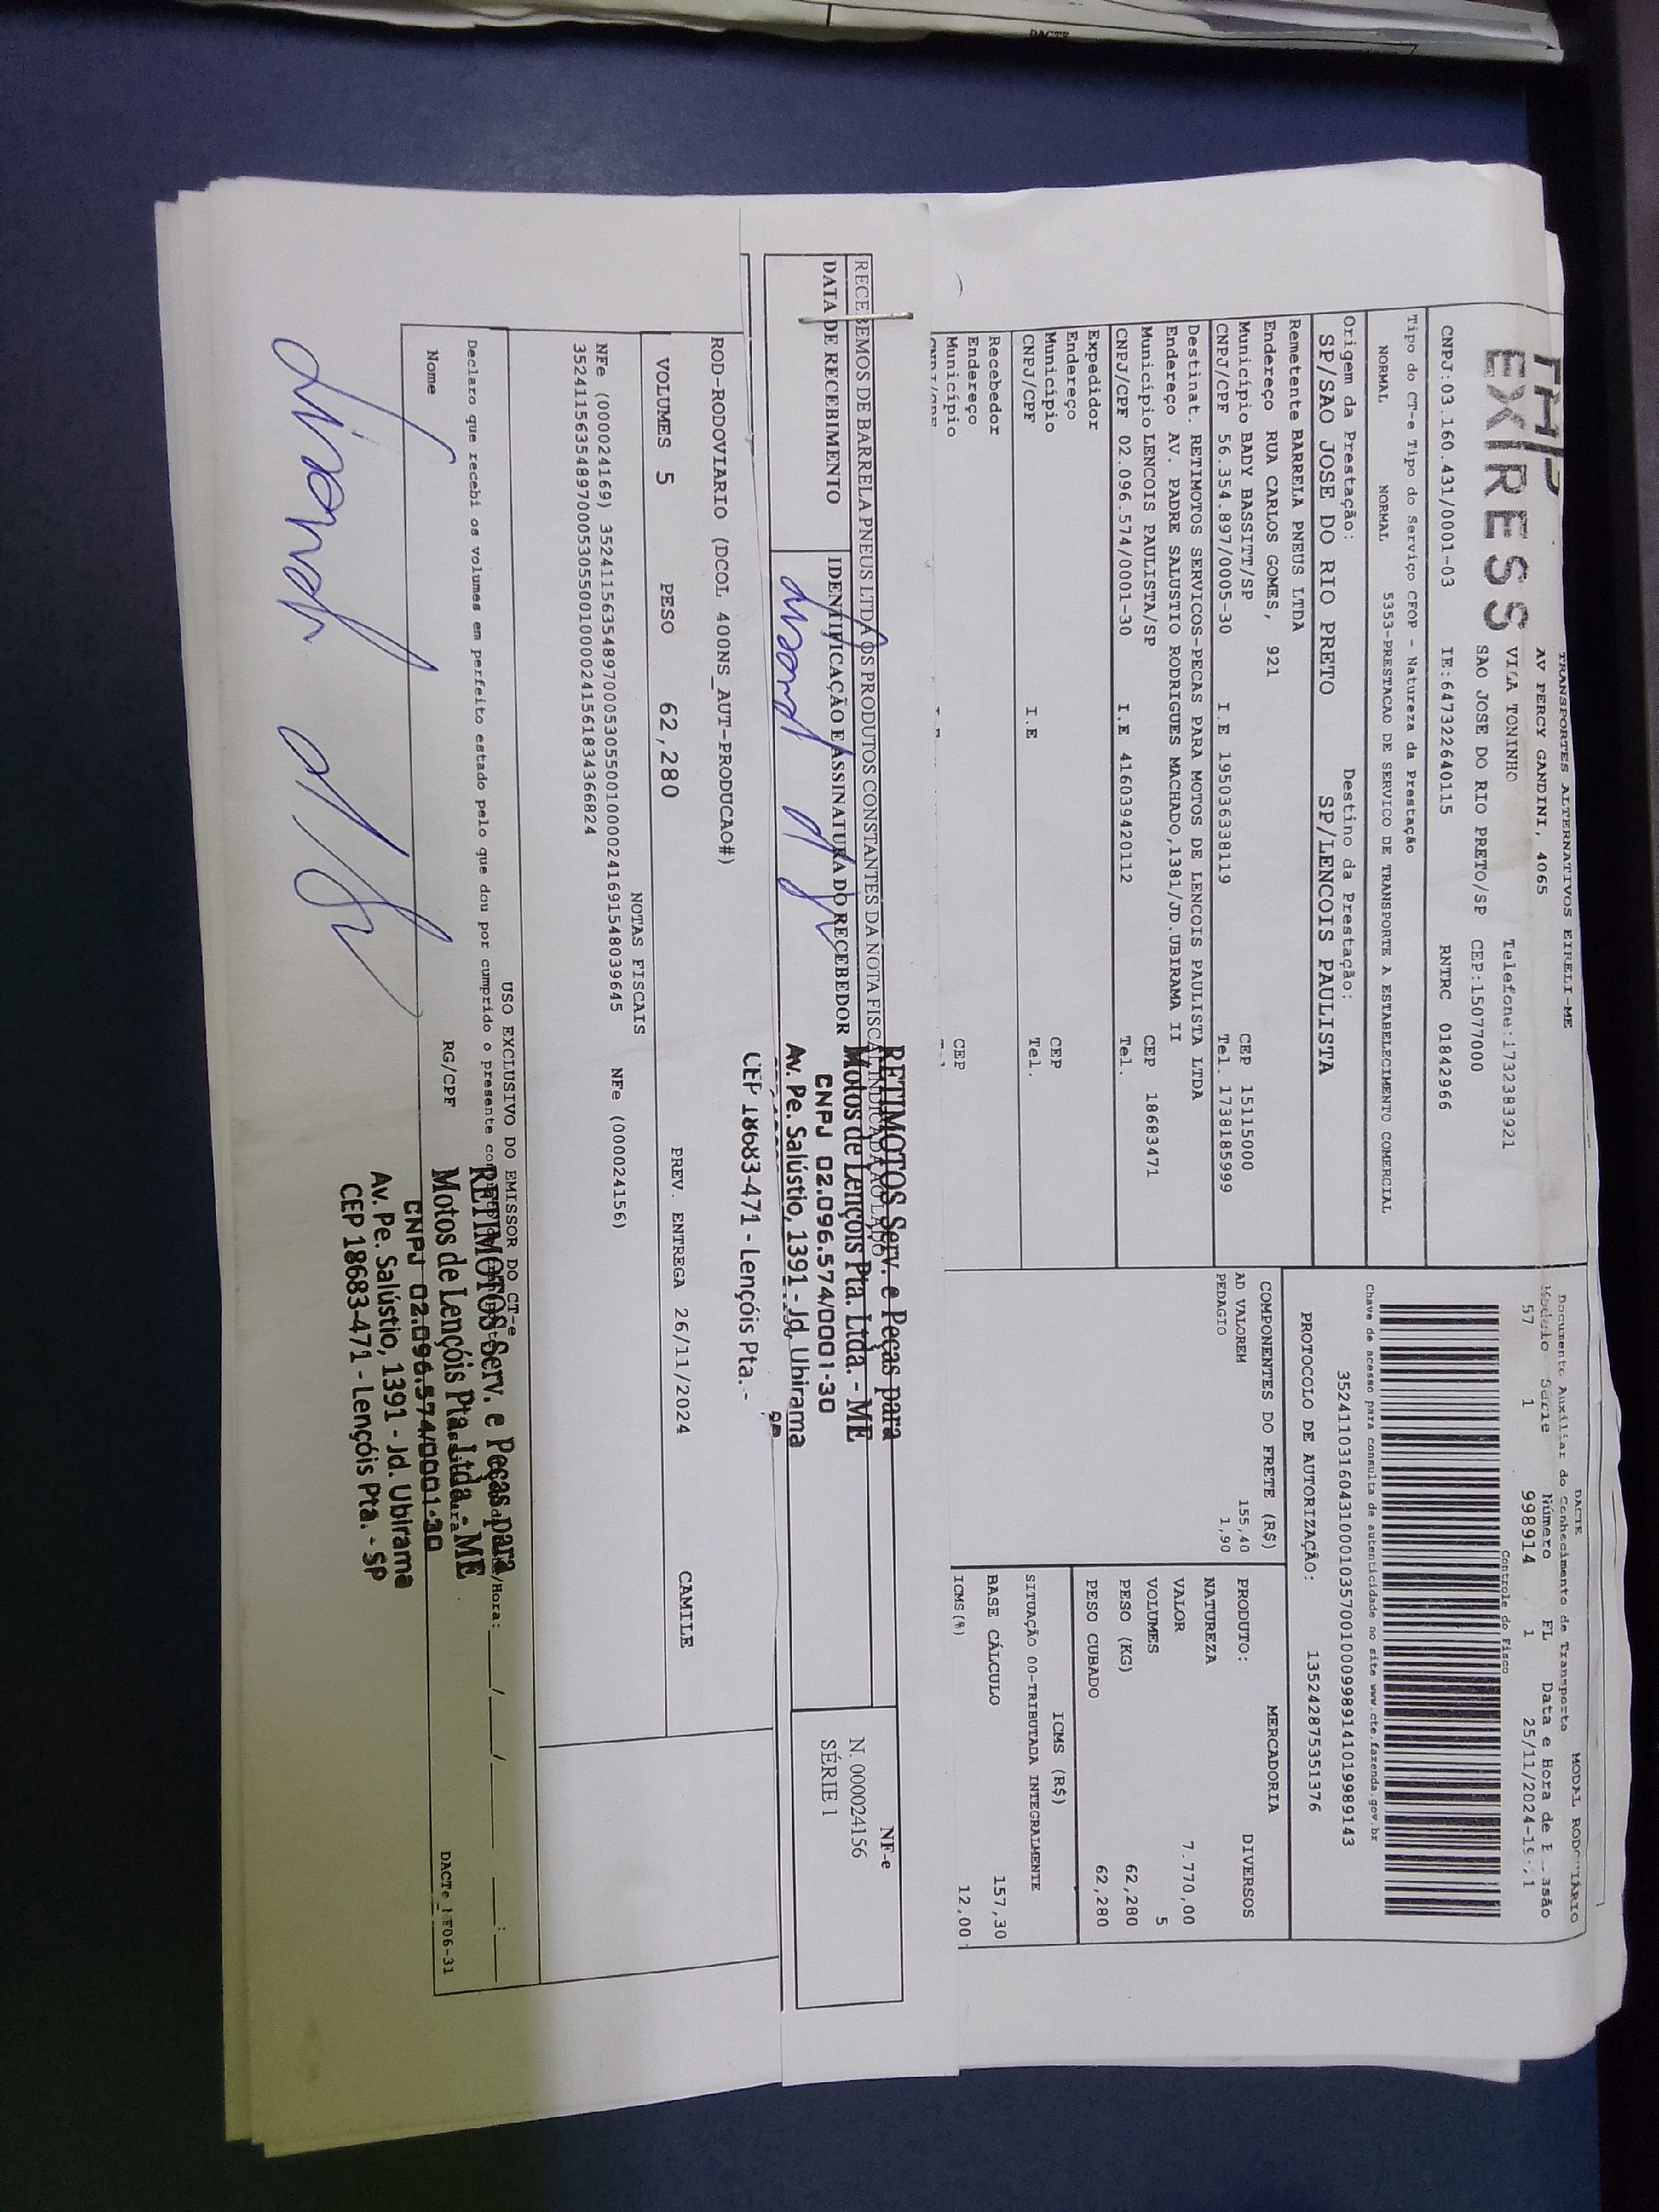 EXPRESS
TRANSPORTES ALTERNATIVOS EIRELI-ME
AV PERCY GANDINI, 4065
VILA TONINHO Telefone:1732383921
SAO JOSE DO RIO PRETO/SP CEP:15077000
CNPJ:03.160.431/0001-03 IE:647322640115 RNTRC 01842966
DACTE MODAL RODOVIÁRIO
Documento Auxiliar do Conhecimento de Transporte
Modelo Série Número FL Data e Hora de
57 1 998914 1 25/11/2024
Controle do Fisco
Tipo do CT-e Tipo do Serviço CFOP - Natureza da Prestação
NORMAL NORMAL 5353-PRESTACAO DE SERVICO DE TRANSPORTE A ESTABELECIMENTO COMERCIAL
Chave de acesso para consulta de autenticidade no site www.cte.fazenda.gov.br
35241103160431000103570010009989141019989143
PROTOCOLO DE AUTORIZAÇÃO: 135242875351376
Origem da Prestação: Destino da Prestação:
SP/SAO JOSE DO RIO PRETO SP/LENCOIS PAULISTA
Remetente BARRELA PNEUS LTDA
Endereço RUA CARLOS GOMES, 921
Município BADY BASSITT/SP CEP 15115000
CNPJ/CPF 56.354.897/0005-30 I.E 195036338119 Tel. 1738185999
Destinat. RETIMOTOS SERVICOS-PECAS PARA MOTOS DE LENCOIS PAULISTA LTDA
Endereço AV. PADRE SALUSTIO RODRIGUES MACHADO,1381/JD.UBIRAMA II
Município LENCOIS PAULISTA/SP CEP 18683471
CNPJ/CPF 02.096.574/0001-30 I.E 416039420112 Tel.
Expedidor
Endereço
Município CEP
CNPJ/CPF I.E Tel.
Recebedor
Endereço
Município CEP
COMPONENTES DO FRETE (R$)
AD VALOREM 155,40
PEDAGIO 1,90
MERCADORIA
PRODUTO: DIVERSOS
NATUREZA
VALOR 7.770,00
VOLUMES 5
PESO (KG) 62,280
PESO CUBADO 62,280
ICMS (R$)
SITUAÇÃO 00-TRIBUTADA INTEGRALMENTE
BASE CÁLCULO 157,30
ICMS(%) 12,00
RECEBEMOS DE BARRELA PNEUS LTDA OS PRODUTOS CONSTANTES DA NOTA FISCAL INDICADA AO LADO
DATA DE RECEBIMENTO IDENTIFICAÇÃO E ASSINATURA DO RECEBEDOR
NF-e
N. 000024156
SÉRIE 1
RETIMOTOS Serv. e Peças para
Motos de Lençóis Pta. Ltda. - ME
CNPJ 02.096.574/0001-30
Av. Pe. Salústio, 1391 - Jd. Ubirama
CEP 18683-471 - Lençóis Pta. -
ROD-RODOVIARIO (DCOL 400NS_AUT-PRODUCAO#)
VOLUMES 5 PESO 62,280 PREV. ENTREGA 26/11/2024 CAMILE
NOTAS FISCAIS
NFe (000024169) 35241156354897000530550010000241691548039645 NFe (000024156)
35241156354897000530550010000241561834366824
USO EXCLUSIVO DO EMISSOR DO CT-e
Declaro que recebi os volumes em perfeito estado pelo que dou por cumprido o presente
/Hora: __/__/____ __:__
Nome RG/CPF
RETIMOTOS Serv. e Peças para
Motos de Lençóis Pta. Ltda. - ME
CNPJ 02.096.574/0001-30
Av. Pe. Salústio, 1391 - Jd. Ubirama
CEP 18683-471 - Lençóis Pta. - SP